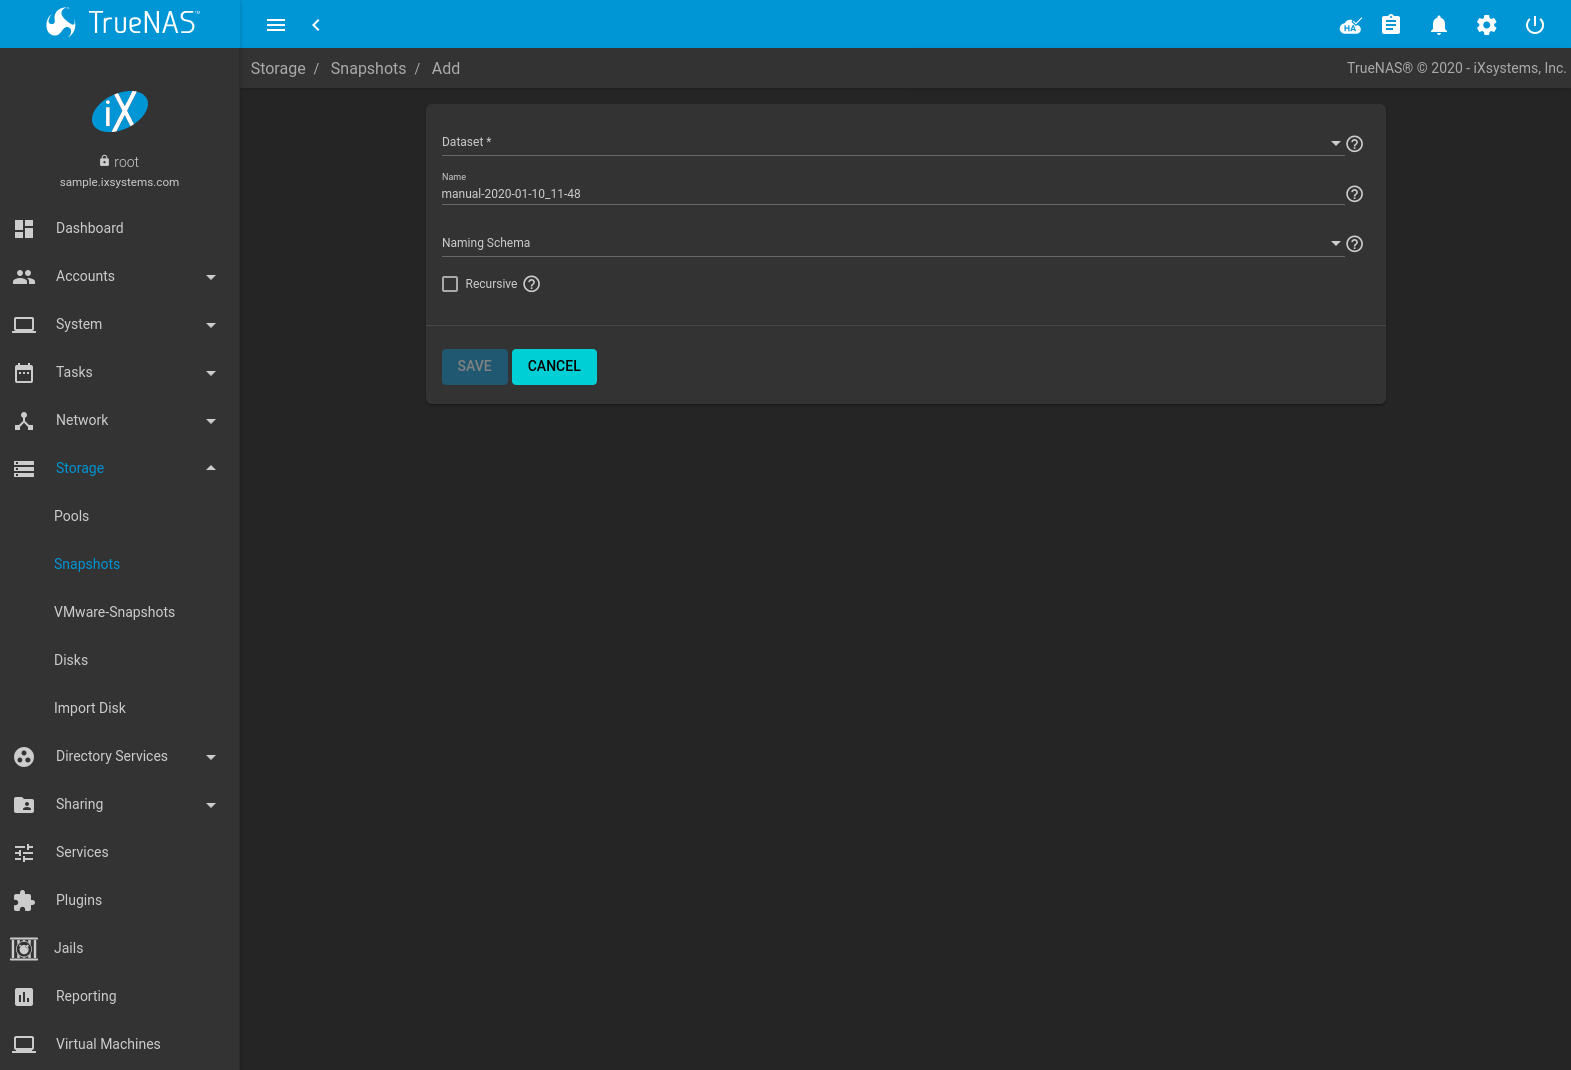 TrueNAS™
Storage / Snapshots / Add
TrueNAS® © 2020 - iXsystems, Inc.
iX
root
sample.ixsystems.com
Dashboard
Accounts
System
Tasks
Network
Storage
Pools
Snapshots
VMware-Snapshots
Disks
Import Disk
Directory Services
Sharing
Services
Plugins
Jails
Reporting
Virtual Machines
HA
Dataset *
Name
manual-2020-01-10_11-48
Naming Schema
Recursive
SAVE CANCEL